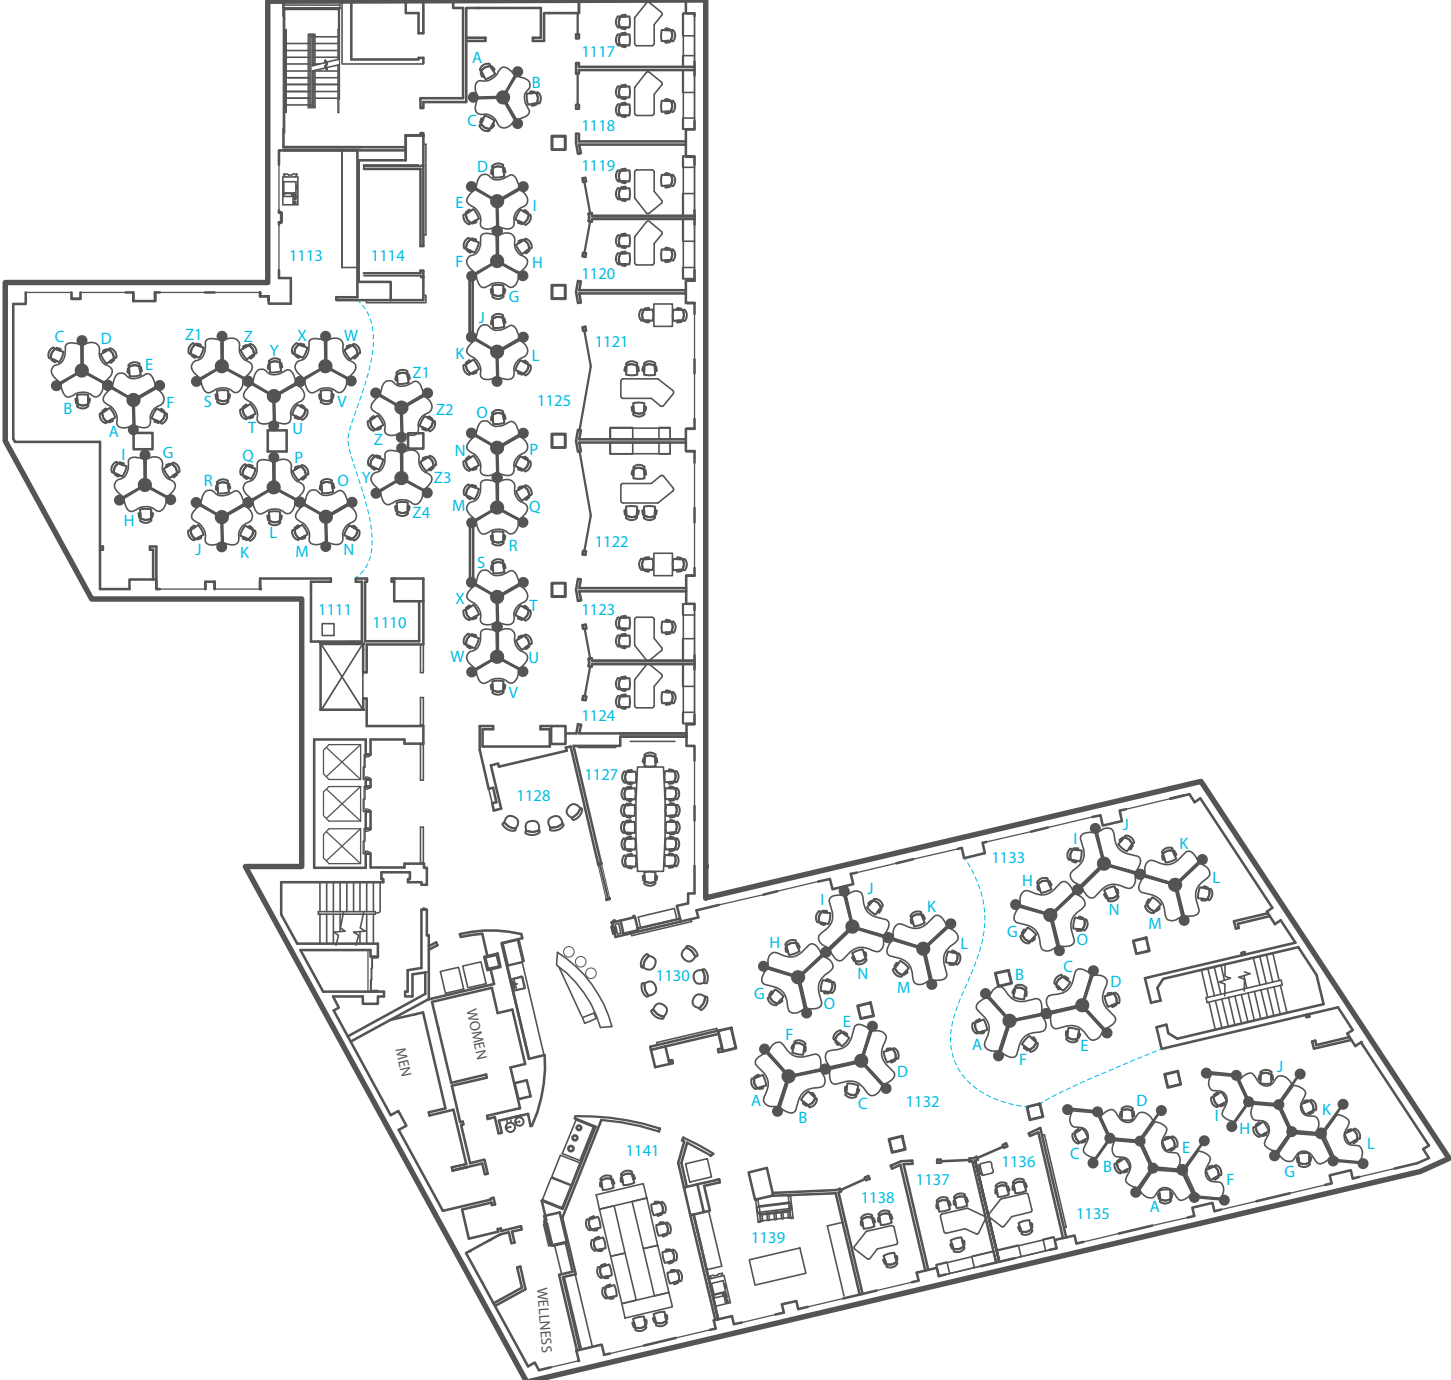 1117
A
B
C
1118
1119
D
E
I
1113
1114
F
H
1120
G
J
1121
K
L
C
D
Z1
Z
Y
X
W
E
B
F
S
V
A
T
U
Z1
Z2
Z
1125
O
N
P
I
G
Q
P
Y
Z3
H
R
O
Z4
M
Q
J
K
L
M
N
R
1122
S
X
T
1111
1110
1123
W
U
V
1124
1127
1128
1133
I
J
K
L
H
M
N
G
O
I
J
K
H
L
1130
N
G
O
M
B
C
D
A
E
F
WOMEN
MEN
F
E
D
A
B
C
1132
J
I
H
K
G
L
D
C
B
E
F
A
1135
1136
1137
1138
1139
1141
WELLNESS